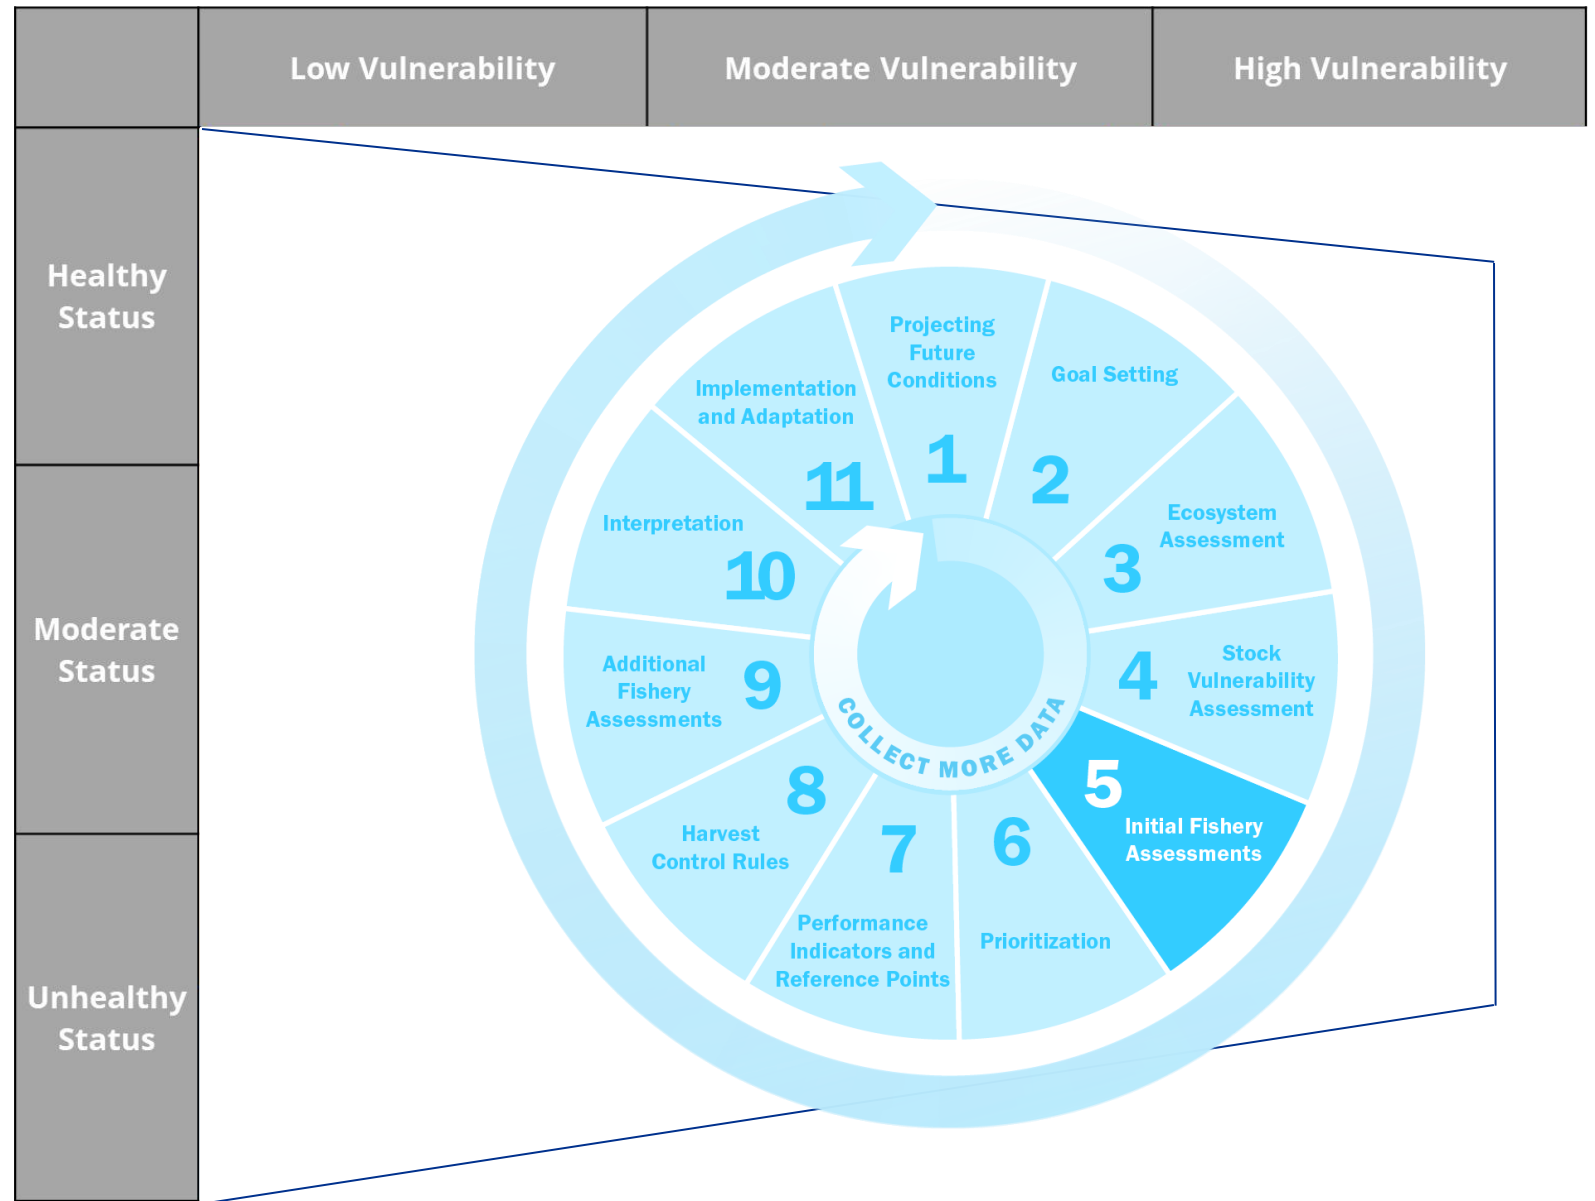 Low Vulnerability
Moderate Vulnerability
High Vulnerability
Healthy
Status
Moderate
Status
Unhealthy
Status
Projecting
Future
Conditions
1
Goal Setting
2
Ecosystem
Assessment
3
Stock
Vulnerability
Assessment
4
5
Initial Fishery
Assessments
6
Prioritization
7
Performance
Indicators and
Reference Points
8
Harvest
Control Rules
Additional
Fishery
Assessments
9
Interpretation
10
Implementation
and Adaptation
11
COLLECT MORE DATA